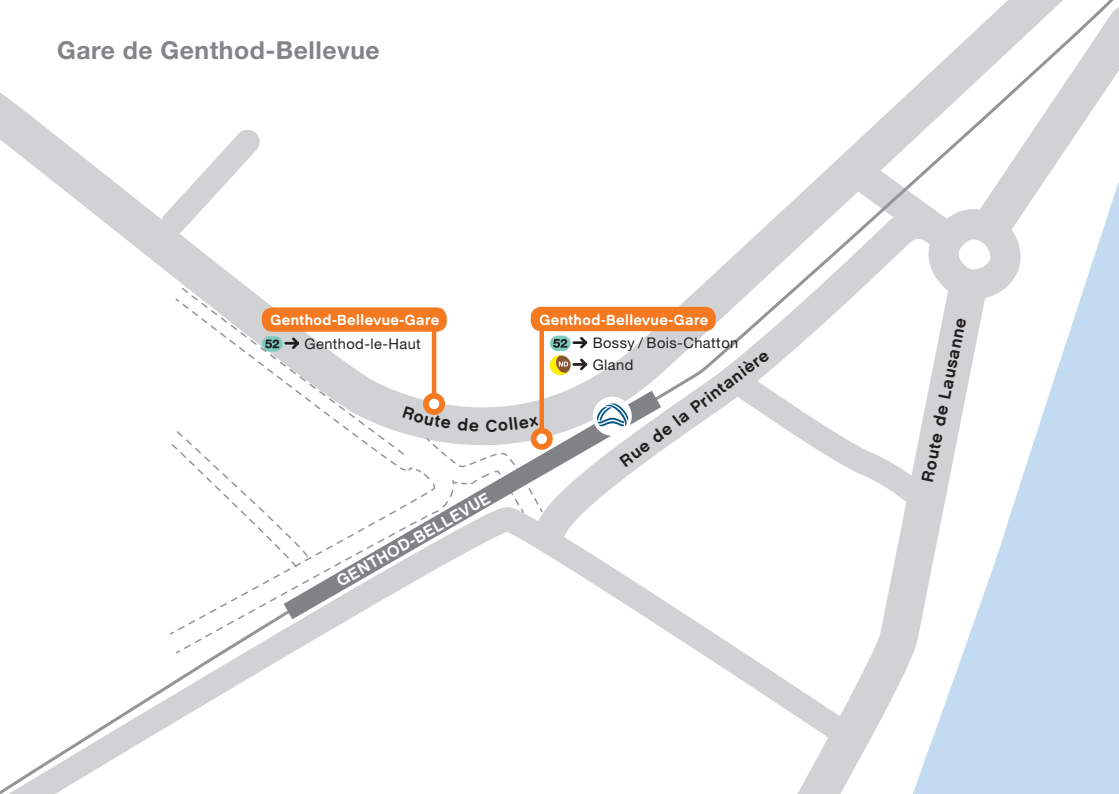 Gare de Genthod-Bellevue
Genthod-Bellevue-Gare
52 → Genthod-le-Haut
Genthod-Bellevue-Gare
52 → Bossy / Bois-Chatton
ND → Gland
Route de Collex
Rue de la Printanière
Route de Lausanne
GENTHOD-BELLEVUE